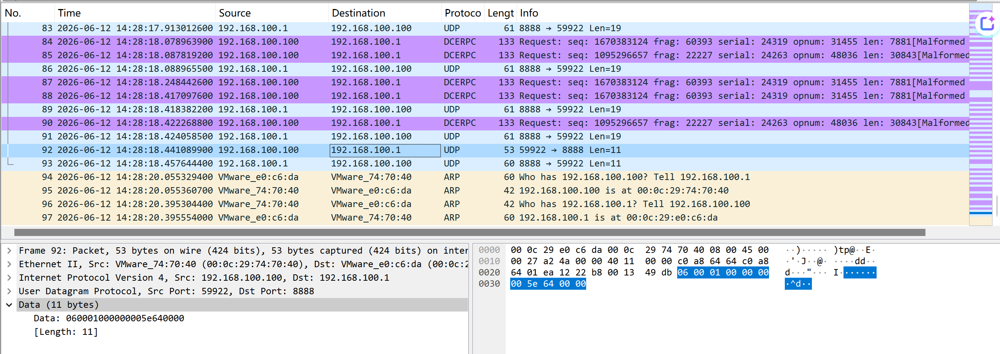 No. Time Source Destination Protoco Lengt Info
83 2026-06-12 14:28:17.913012600 192.168.100.1 192.168.100.100 UDP 61 8888 → 59922 Len=19
84 2026-06-12 14:28:18.078963900 192.168.100.100 192.168.100.1 DCERPC 133 Request: seq: 1670383124 frag: 60393 serial: 24319 opnum: 31455 len: 7881[Malformed
85 2026-06-12 14:28:18.087819200 192.168.100.100 192.168.100.1 DCERPC 133 Request: seq: 1095296657 frag: 22227 serial: 24263 opnum: 48036 len: 30843[Malformed
86 2026-06-12 14:28:18.088965500 192.168.100.1 192.168.100.100 UDP 61 8888 → 59922 Len=19
87 2026-06-12 14:28:18.248442600 192.168.100.100 192.168.100.1 DCERPC 133 Request: seq: 1670383124 frag: 60393 serial: 24319 opnum: 31455 len: 7881[Malformed
88 2026-06-12 14:28:18.417097600 192.168.100.100 192.168.100.1 DCERPC 133 Request: seq: 1670383124 frag: 60393 serial: 24319 opnum: 31455 len: 7881[Malformed
89 2026-06-12 14:28:18.418382200 192.168.100.1 192.168.100.100 UDP 61 8888 → 59922 Len=19
90 2026-06-12 14:28:18.422268800 192.168.100.100 192.168.100.1 DCERPC 133 Request: seq: 1095296657 frag: 22227 serial: 24263 opnum: 48036 len: 30843[Malformed
91 2026-06-12 14:28:18.424058500 192.168.100.1 192.168.100.100 UDP 61 8888 → 59922 Len=19
92 2026-06-12 14:28:18.441089900 192.168.100.100 192.168.100.1 UDP 53 59922 → 8888 Len=11
93 2026-06-12 14:28:18.457644400 192.168.100.1 192.168.100.100 UDP 60 8888 → 59922 Len=11
94 2026-06-12 14:28:20.055329400 VMware_e0:c6:da VMware_74:70:40 ARP 60 Who has 192.168.100.100? Tell 192.168.100.1
95 2026-06-12 14:28:20.055360700 VMware_74:70:40 VMware_e0:c6:da ARP 42 192.168.100.100 is at 00:0c:29:74:70:40
96 2026-06-12 14:28:20.395304400 VMware_74:70:40 VMware_e0:c6:da ARP 42 Who has 192.168.100.1? Tell 192.168.100.100
97 2026-06-12 14:28:20.395554000 VMware_e0:c6:da VMware_74:70:40 ARP 60 192.168.100.1 is at 00:0c:29:e0:c6:da
Frame 92: Packet, 53 bytes on wire (424 bits), 53 bytes captured (424 bits) on inter
Ethernet II, Src: VMware_74:70:40 (00:0c:29:74:70:40), Dst: VMware_e0:c6:da (00:0c:2
Internet Protocol Version 4, Src: 192.168.100.100, Dst: 192.168.100.1
User Datagram Protocol, Src Port: 59922, Dst Port: 8888
Data (11 bytes)
Data: 060001000000005e640000
[Length: 11]
0000 00 0c 29 e0 c6 da 00 0c 29 74 70 40 08 00 45 00 ··)····· )tp@··E·
0010 00 27 a2 4a 00 00 40 11 00 00 c0 a8 64 64 c0 a8 ·'·J··@· ····dd··
0020 64 01 ea 12 22 b8 00 13 49 db 06 00 01 00 00 00 d···"··· I·······
0030 00 5e 64 00 00 ·^d··